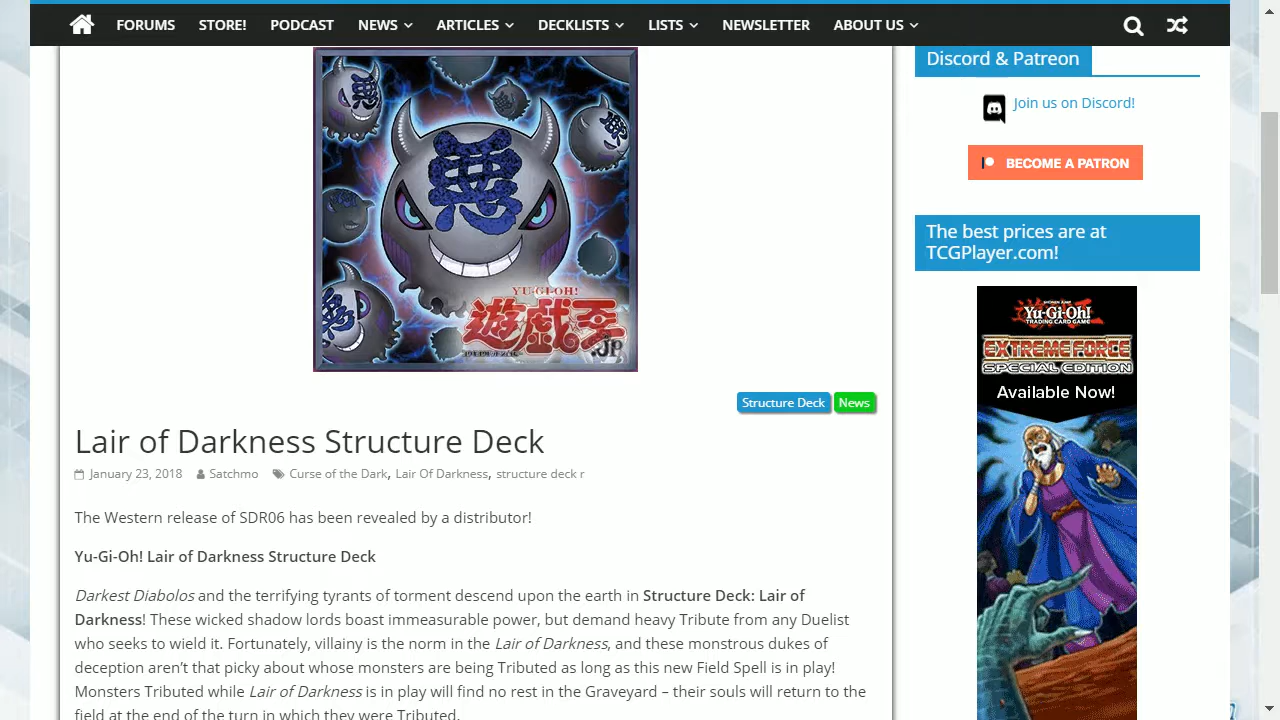 FORUMS STORE! PODCAST NEWS ARTICLES DECKLISTS LISTS NEWSLETTER ABOUT US
悪
YU-GI-OH!
遊戯王
.JP
Structure Deck News
Lair of Darkness Structure Deck
January 23, 2018 Satchmo Curse of the Dark, Lair Of Darkness, structure deck r
The Western release of SDR06 has been revealed by a distributor!
Yu-Gi-Oh! Lair of Darkness Structure Deck
Darkest Diabolos and the terrifying tyrants of torment descend upon the earth in Structure Deck: Lair of
Darkness! These wicked shadow lords boast immeasurable power, but demand heavy Tribute from any Duelist
who seeks to wield it. Fortunately, villainy is the norm in the Lair of Darkness, and these monstrous dukes of
deception aren’t that picky about whose monsters are being Tributed as long as this new Field Spell is in play!
Monsters Tributed while Lair of Darkness is in play will find no rest in the Graveyard – their souls will return to the
field at the end of the turn in which they were Tributed.
Discord & Patreon
Join us on Discord!
BECOME A PATRON
The best prices are at
TCGPlayer.com!
SHONEN JUMP
Yu-Gi-Oh!
TRADING CARD GAME
EXTREME FORCE
SPECIAL EDITION
Available Now!